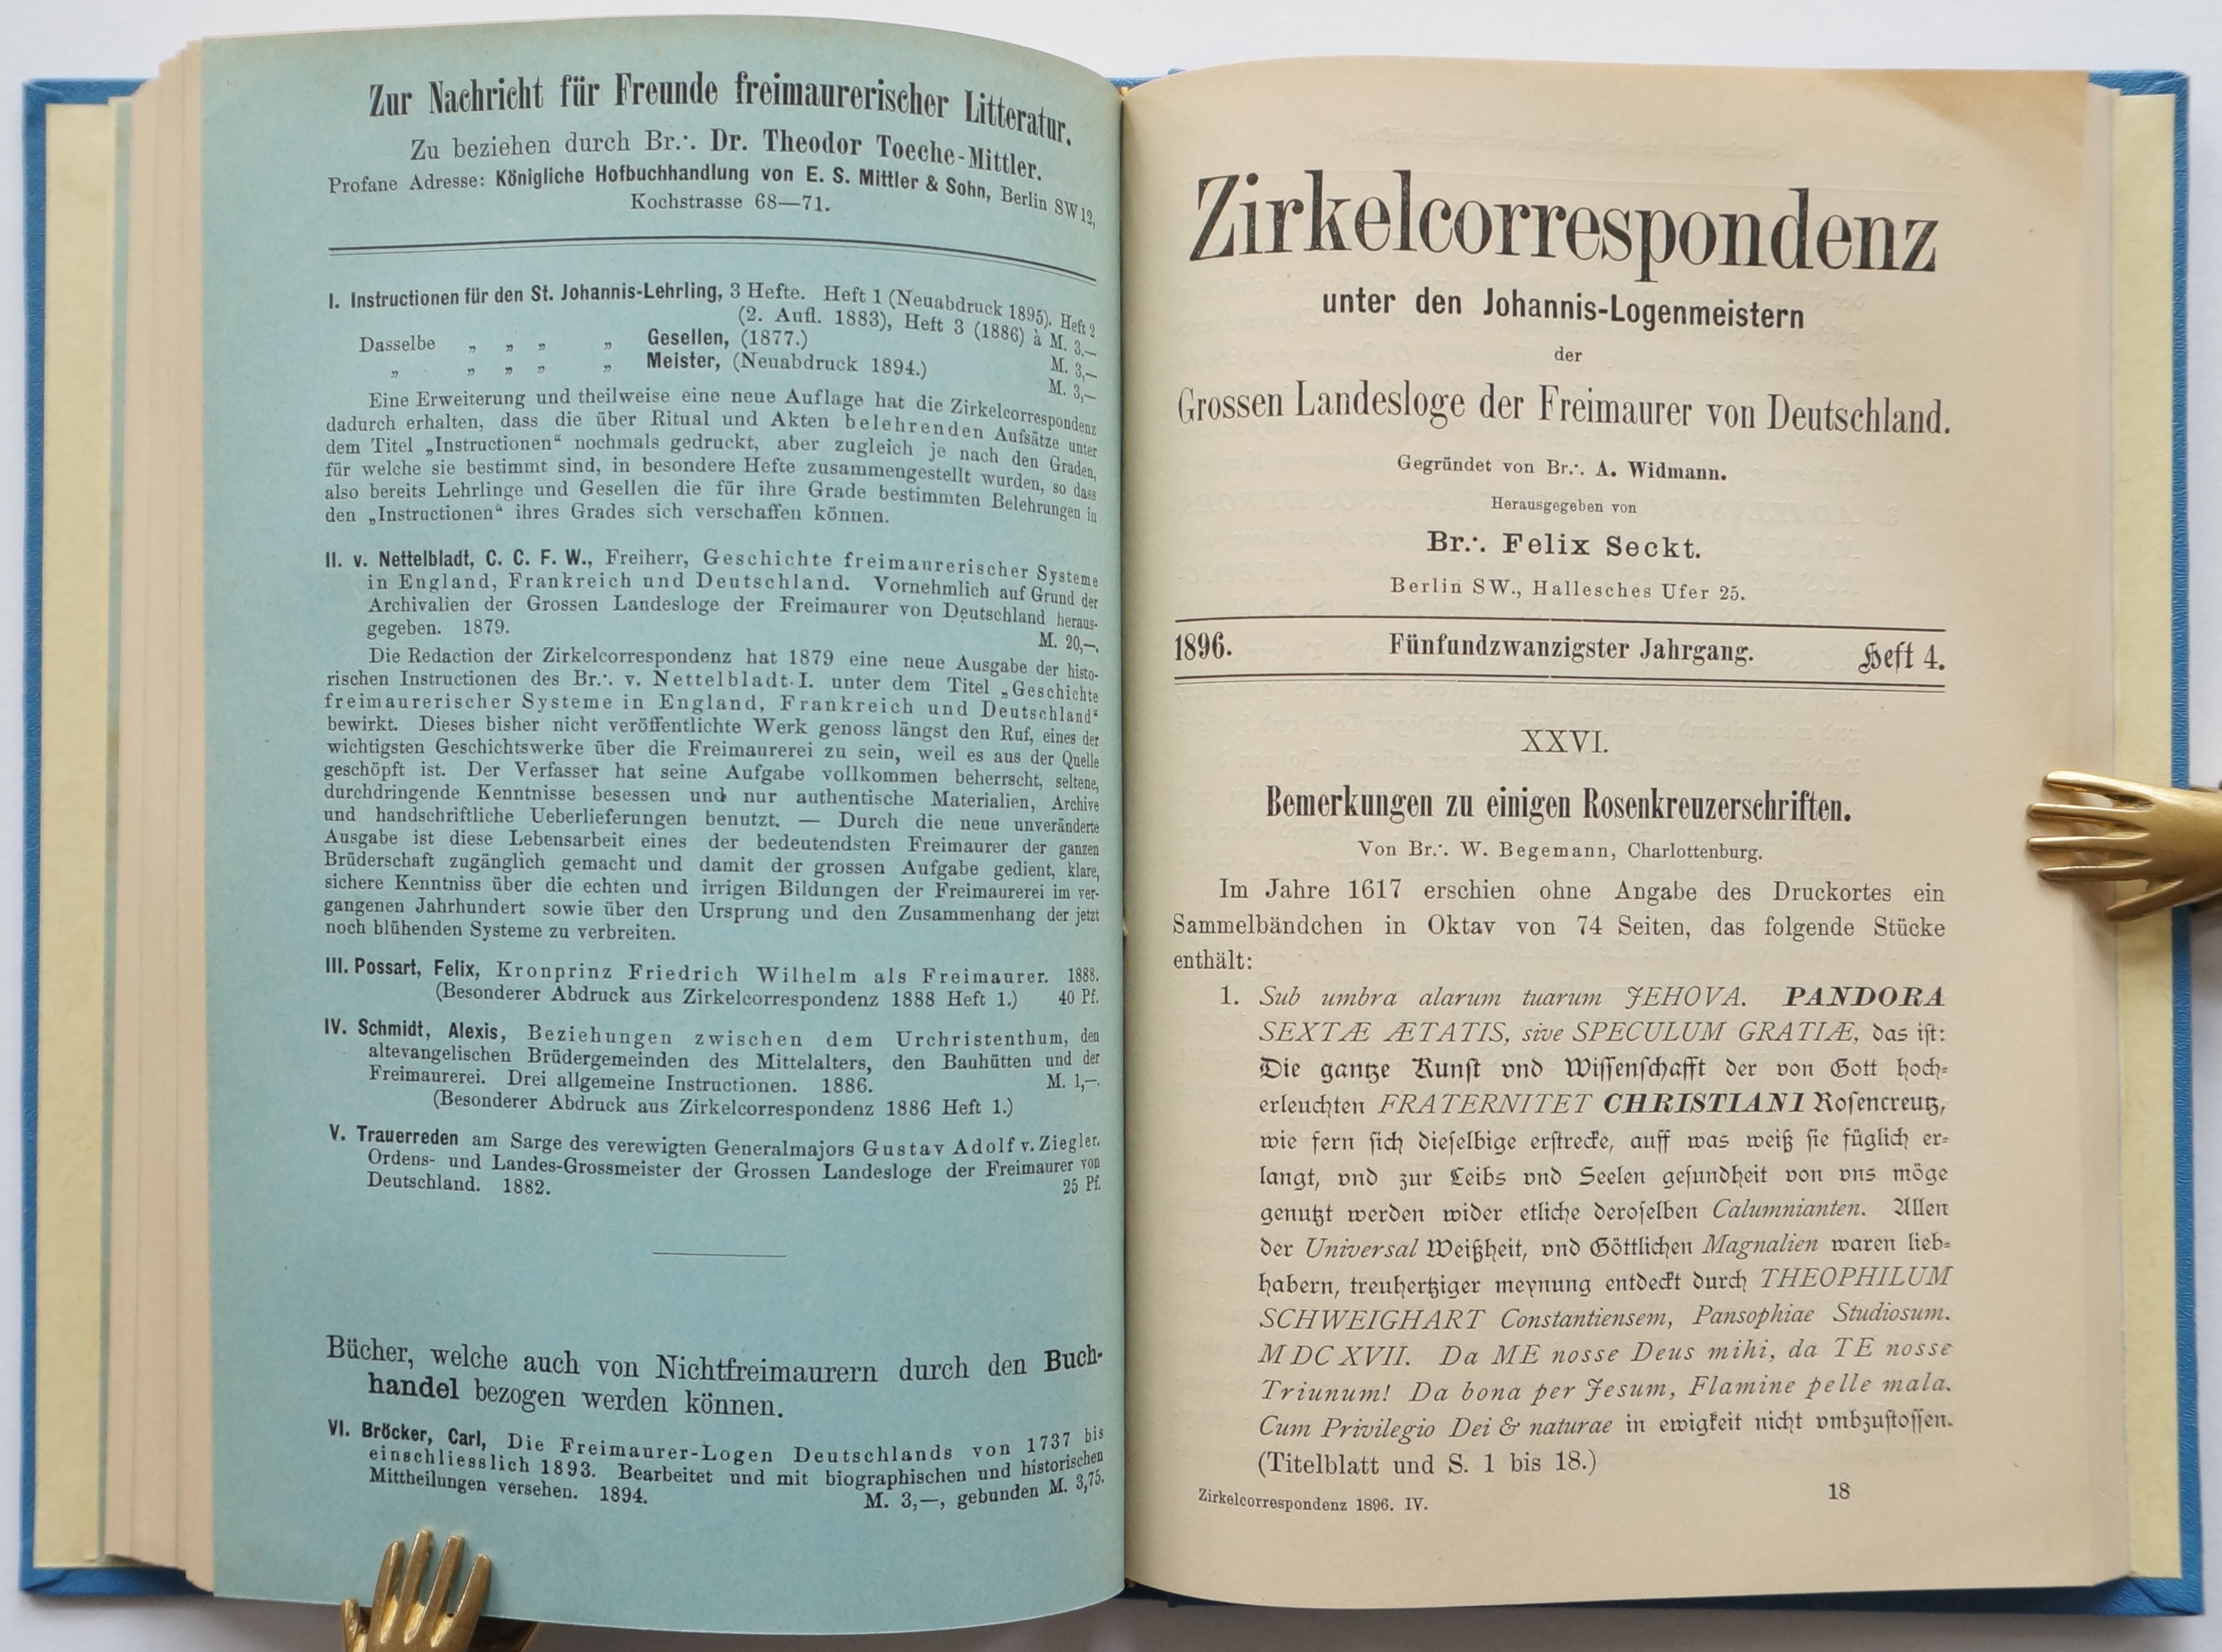 Zur Nachricht für Freunde freimaurerischer Litteratur.
Zu beziehen durch Br.·. Dr. Theodor Toeche-Mittler.
Profane Adresse: Königliche Hofbuchhandlung von E. S. Mittler & Sohn, Berlin SW 12,
Kochstrasse 68—71.
I. Instructionen für den St. Johannis-Lehrling, 3 Hefte. Heft 1 (Neuabdruck 1895). Heft 2
(2. Aufl. 1883), Heft 3 (1886) à M. 3.—
Dasselbe „ „ „ „ Gesellen, (1877.) M. 3,—
„ „ „ „ „ Meister, (Neuabdruck 1894.) M. 3,—
Eine Erweiterung und theilweise eine neue Auflage hat die Zirkelcorrespondenz
dadurch erhalten, dass die über Ritual und Akten belehrenden Aufsätze unter
dem Titel „Instructionen“ nochmals gedruckt, aber zugleich je nach den Graden,
für welche sie bestimmt sind, in besondere Hefte zusammengestellt wurden, so dass
also bereits Lehrlinge und Gesellen die für ihre Grade bestimmten Belehrungen in
den „Instructionen“ ihres Grades sich verschaffen können.
II. v. Nettelbladt, C. C. F. W., Freiherr, Geschichte freimaurerischer Systeme
in England, Frankreich und Deutschland. Vornehmlich auf Grund der
Archivalien der Grossen Landesloge der Freimaurer von Deutschland heraus-
gegeben. 1879. M. 20,—.
Die Redaction der Zirkelcorrespondenz hat 1879 eine neue Ausgabe der histo-
rischen Instructionen des Br.·. v. Nettelbladt I. unter dem Titel „Geschichte
freimaurerischer Systeme in England, Frankreich und Deutschland“
bewirkt. Dieses bisher nicht veröffentlichte Werk genoss längst den Ruf, eines der
wichtigsten Geschichtswerke über die Freimaurerei zu sein, weil es aus der Quelle
geschöpft ist. Der Verfasser hat seine Aufgabe vollkommen beherrscht, seltene,
durchdringende Kenntnisse besessen und nur authentische Materialien, Archive
und handschriftliche Ueberlieferungen benutzt. — Durch die neue unveränderte
Ausgabe ist diese Lebensarbeit eines der bedeutendsten Freimaurer der ganzen
Brüderschaft zugänglich gemacht und damit der grossen Aufgabe gedient, klare,
sichere Kenntniss über die echten und irrigen Bildungen der Freimaurerei im ver-
gangenen Jahrhundert sowie über den Ursprung und den Zusammenhang der jetzt
noch blühenden Systeme zu verbreiten.
III. Possart, Felix, Kronprinz Friedrich Wilhelm als Freimaurer. 1888.
(Besonderer Abdruck aus Zirkelcorrespondenz 1888 Heft 1.) 40 Pf.
IV. Schmidt, Alexis, Beziehungen zwischen dem Urchristenthum, den
altevangelischen Brüdergemeinden des Mittelalters, den Bauhütten und der
Freimaurerei. Drei allgemeine Instructionen. 1886. M. 1,—.
(Besonderer Abdruck aus Zirkelcorrespondenz 1886 Heft 1.)
V. Trauerreden am Sarge des verewigten Generalmajors Gustav Adolf v. Ziegler.
Ordens- und Landes-Grossmeister der Grossen Landesloge der Freimaurer von
Deutschland. 1882. 25 Pf.
Bücher, welche auch von Nichtfreimaurern durch den Buch-
handel bezogen werden können.
VI. Bröcker, Carl, Die Freimaurer-Logen Deutschlands von 1737 bis
einschliesslich 1893. Bearbeitet und mit biographischen und historischen
Mittheilungen versehen. 1894. M. 3,—, gebunden M. 3,75.
Zirkelcorrespondenz
unter den Johannis-Logenmeistern
der
Grossen Landesloge der Freimaurer von Deutschland.
Gegründet von Br.·. A. Widmann.
Herausgegeben von
Br.·. Felix Seckt.
Berlin SW., Hallesches Ufer 25.
1896. Fünfundzwanzigster Jahrgang. Heft 4.
XXVI.
Bemerkungen zu einigen Rosenkreuzerschriften.
Von Br.·. W. Begemann, Charlottenburg.
Im Jahre 1617 erschien ohne Angabe des Druckortes ein
Sammelbändchen in Oktav von 74 Seiten, das folgende Stücke
enthält:
1. Sub umbra alarum tuarum JEHOVA. PANDORA
SEXTÆ ÆTATIS, sive SPECULUM GRATIÆ, das iſt:
Die gantze Kunſt vnd Wiſſenſchafft der von Gott hoch-
erleuchten FRATERNITET CHRISTIANI Roſencreutz,
wie fern ſich dieſelbige erſtrecke, auff was weiß ſie füglich er-
langt, vnd zur Leibs vnd Seelen geſundheit von vns möge
genutzt werden wider etliche deroſelben Calumnianten. Allen
der Universal Weißheit, vnd Göttlichen Magnalien waren lieb-
habern, treuhertziger meynung entdeckt durch THEOPHILUM
SCHWEIGHART Constantiensem, Pansophiae Studiosum.
MDCXVII. Da ME nosse Deus mihi, da TE nosse
Triunum! Da bona per Jesum, Flamine pelle mala.
Cum Privilegio Dei & naturae in ewigkeit nicht vmbzuſtoſſen.
(Titelblatt und S. 1 bis 18.)
Zirkelcorrespondenz 1896. IV. 18